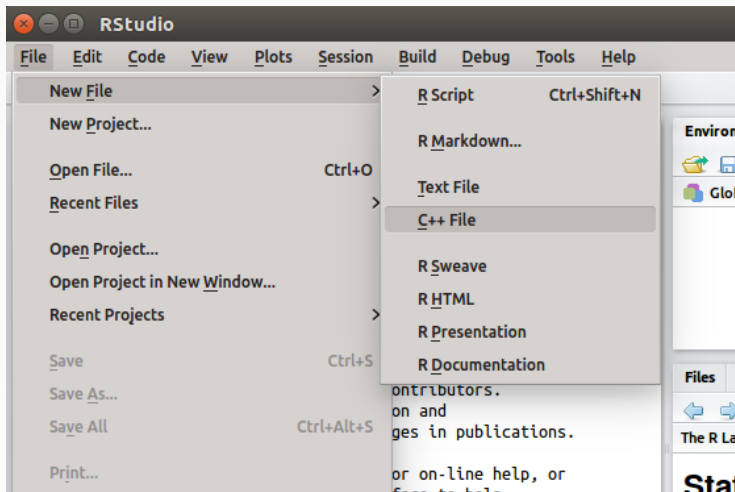 RStudio
File Edit Code View Plots Session Build Debug Tools Help
New File
New Project...
Open File... Ctrl+O
Recent Files
Open Project...
Open Project in New Window...
Recent Projects
Save Ctrl+S
Save As...
Save All Ctrl+Alt+S
Print...
R Script Ctrl+Shift+N
R Markdown...
Text File
C++ File
R Sweave
R HTML
R Presentation
R Documentation
ontributors.
on and
ges in publications.
or on-line help, or
Environ
Glo
Files
The R La
Stat